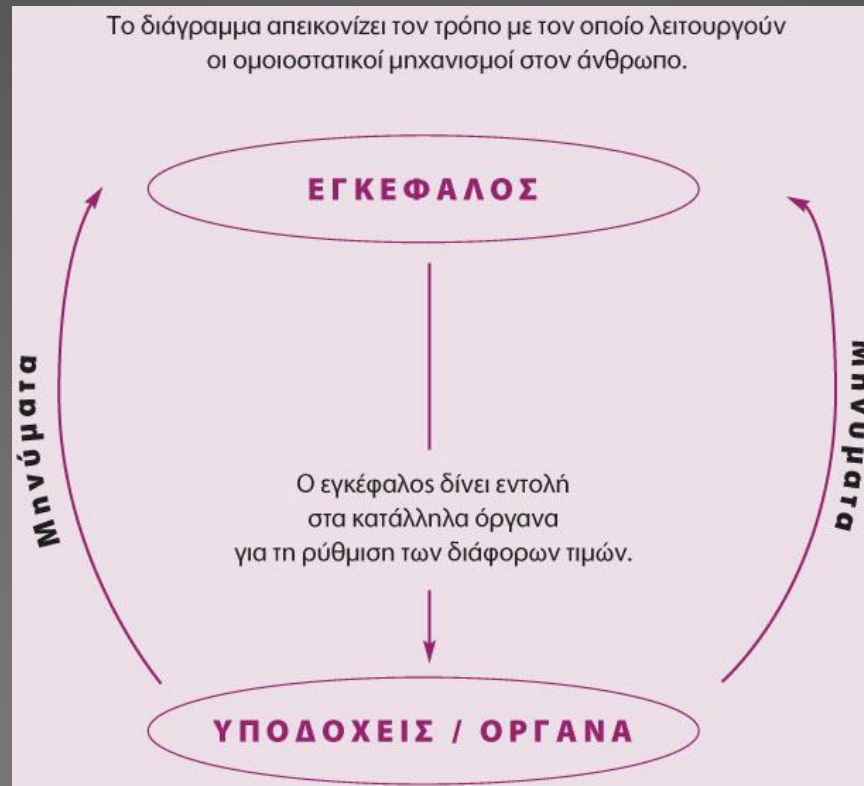 Το διάγραμμα απεικονίζει τον τρόπο με τον οποίο λειτουργούν
οι ομοιοστατικοί μηχανισμοί στον άνθρωπο.
ΕΓΚΕΦΑΛΟΣ
Μηνύματα
Μηνύματα
Ο εγκέφαλος δίνει εντολή
στα κατάλληλα όργανα
για τη ρύθμιση των διάφορων τιμών.
ΥΠΟΔΟΧΕΙΣ / ΟΡΓΑΝΑ